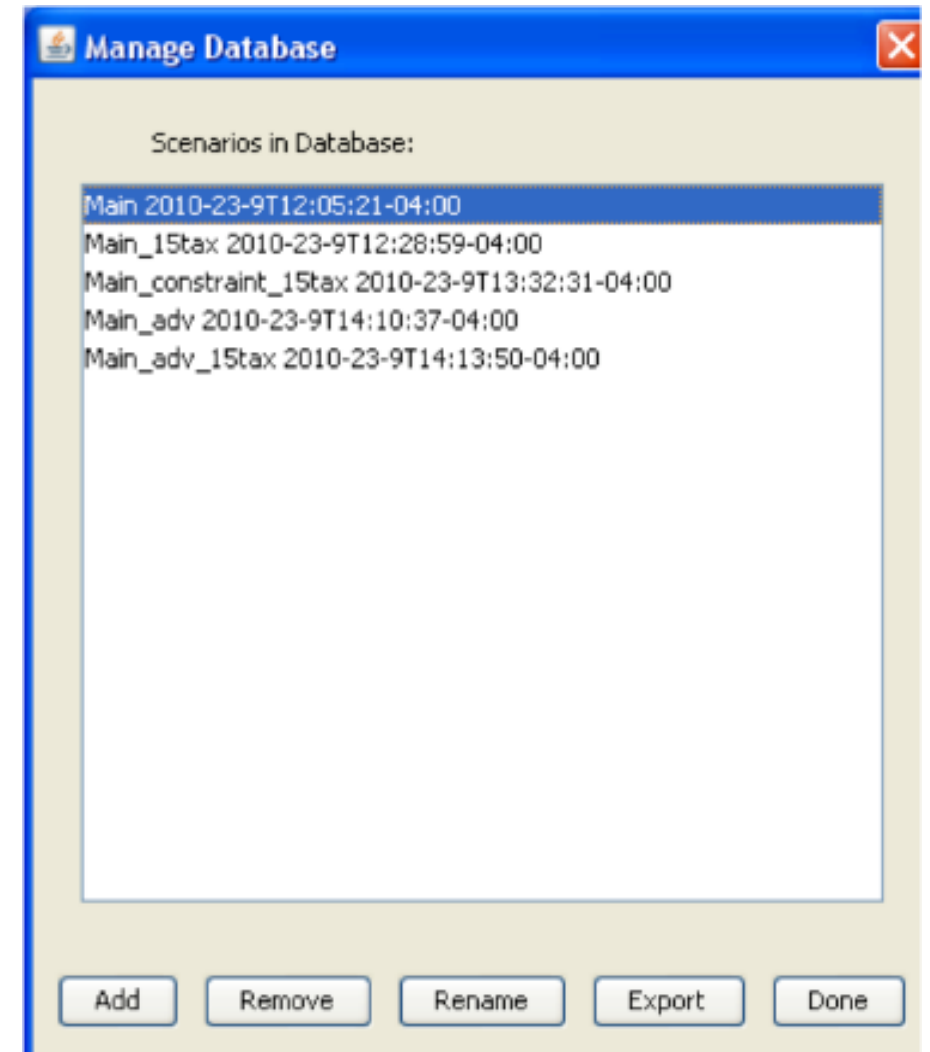 Manage Database
Scenarios in Database:
Main 2010-23-9T12:05:21-04:00
Main_15tax 2010-23-9T12:28:59-04:00
Main_constraint_15tax 2010-23-9T13:32:31-04:00
Main_adv 2010-23-9T14:10:37-04:00
Main_adv_15tax 2010-23-9T14:13:50-04:00
Add Remove Rename Export Done